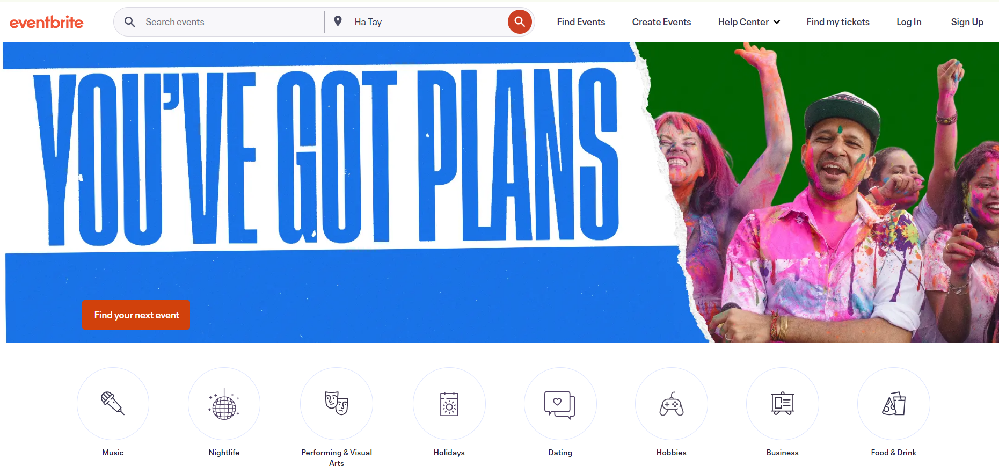 eventbrite
Search events
Ha Tay
Find Events
Create Events
Help Center
Find my tickets
Log In
Sign Up
YOU'VE GOT PLANS
Find your next event
Music
Nightlife
Performing & Visual
Arts
Holidays
Dating
Hobbies
Business
Food & Drink